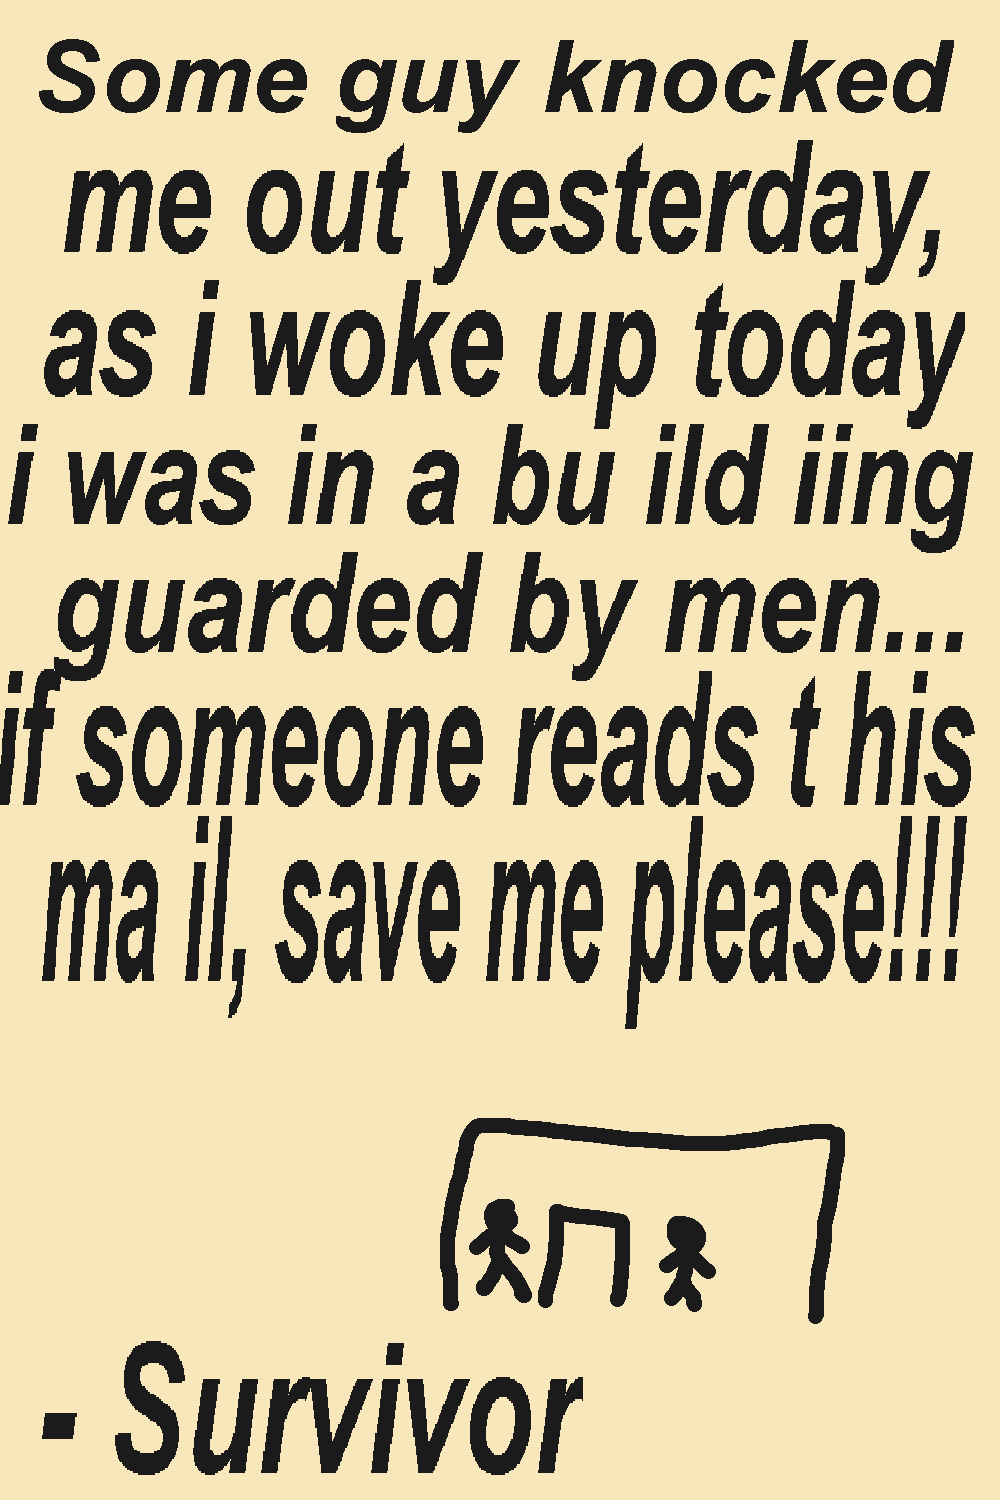 Some guy knocked
me out yesterday,
as i woke up today
i was in a bu ild iing
guarded by men...
if someone reads t his
ma il, save me please!!!
- Survivor